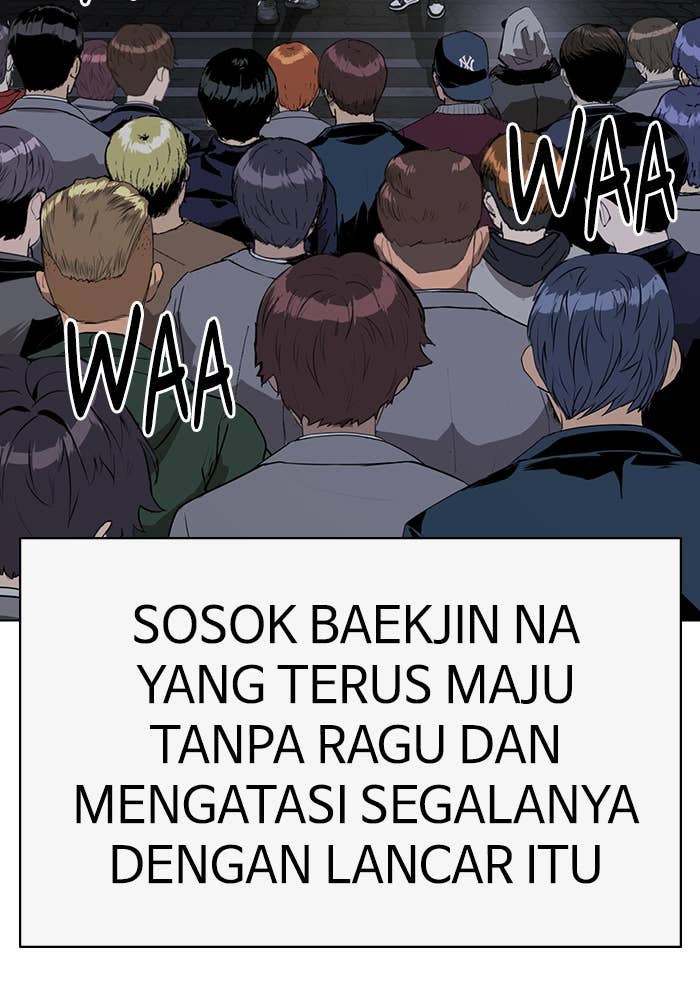 WAA
WAA
SOSOK BAEKJIN NA
YANG TERUS MAJU
TANPA RAGU DAN
MENGATASI SEGALANYA
DENGAN LANCAR ITU